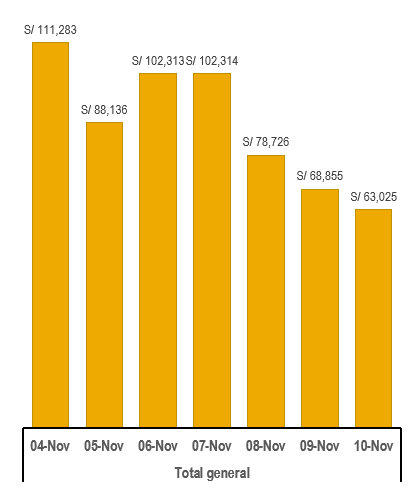 S/ 111,283
S/ 88,136
S/ 102,313
S/ 102,314
S/ 78,726
S/ 68,855
S/ 63,025
04-Nov 05-Nov 06-Nov 07-Nov 08-Nov 09-Nov 10-Nov
Total general